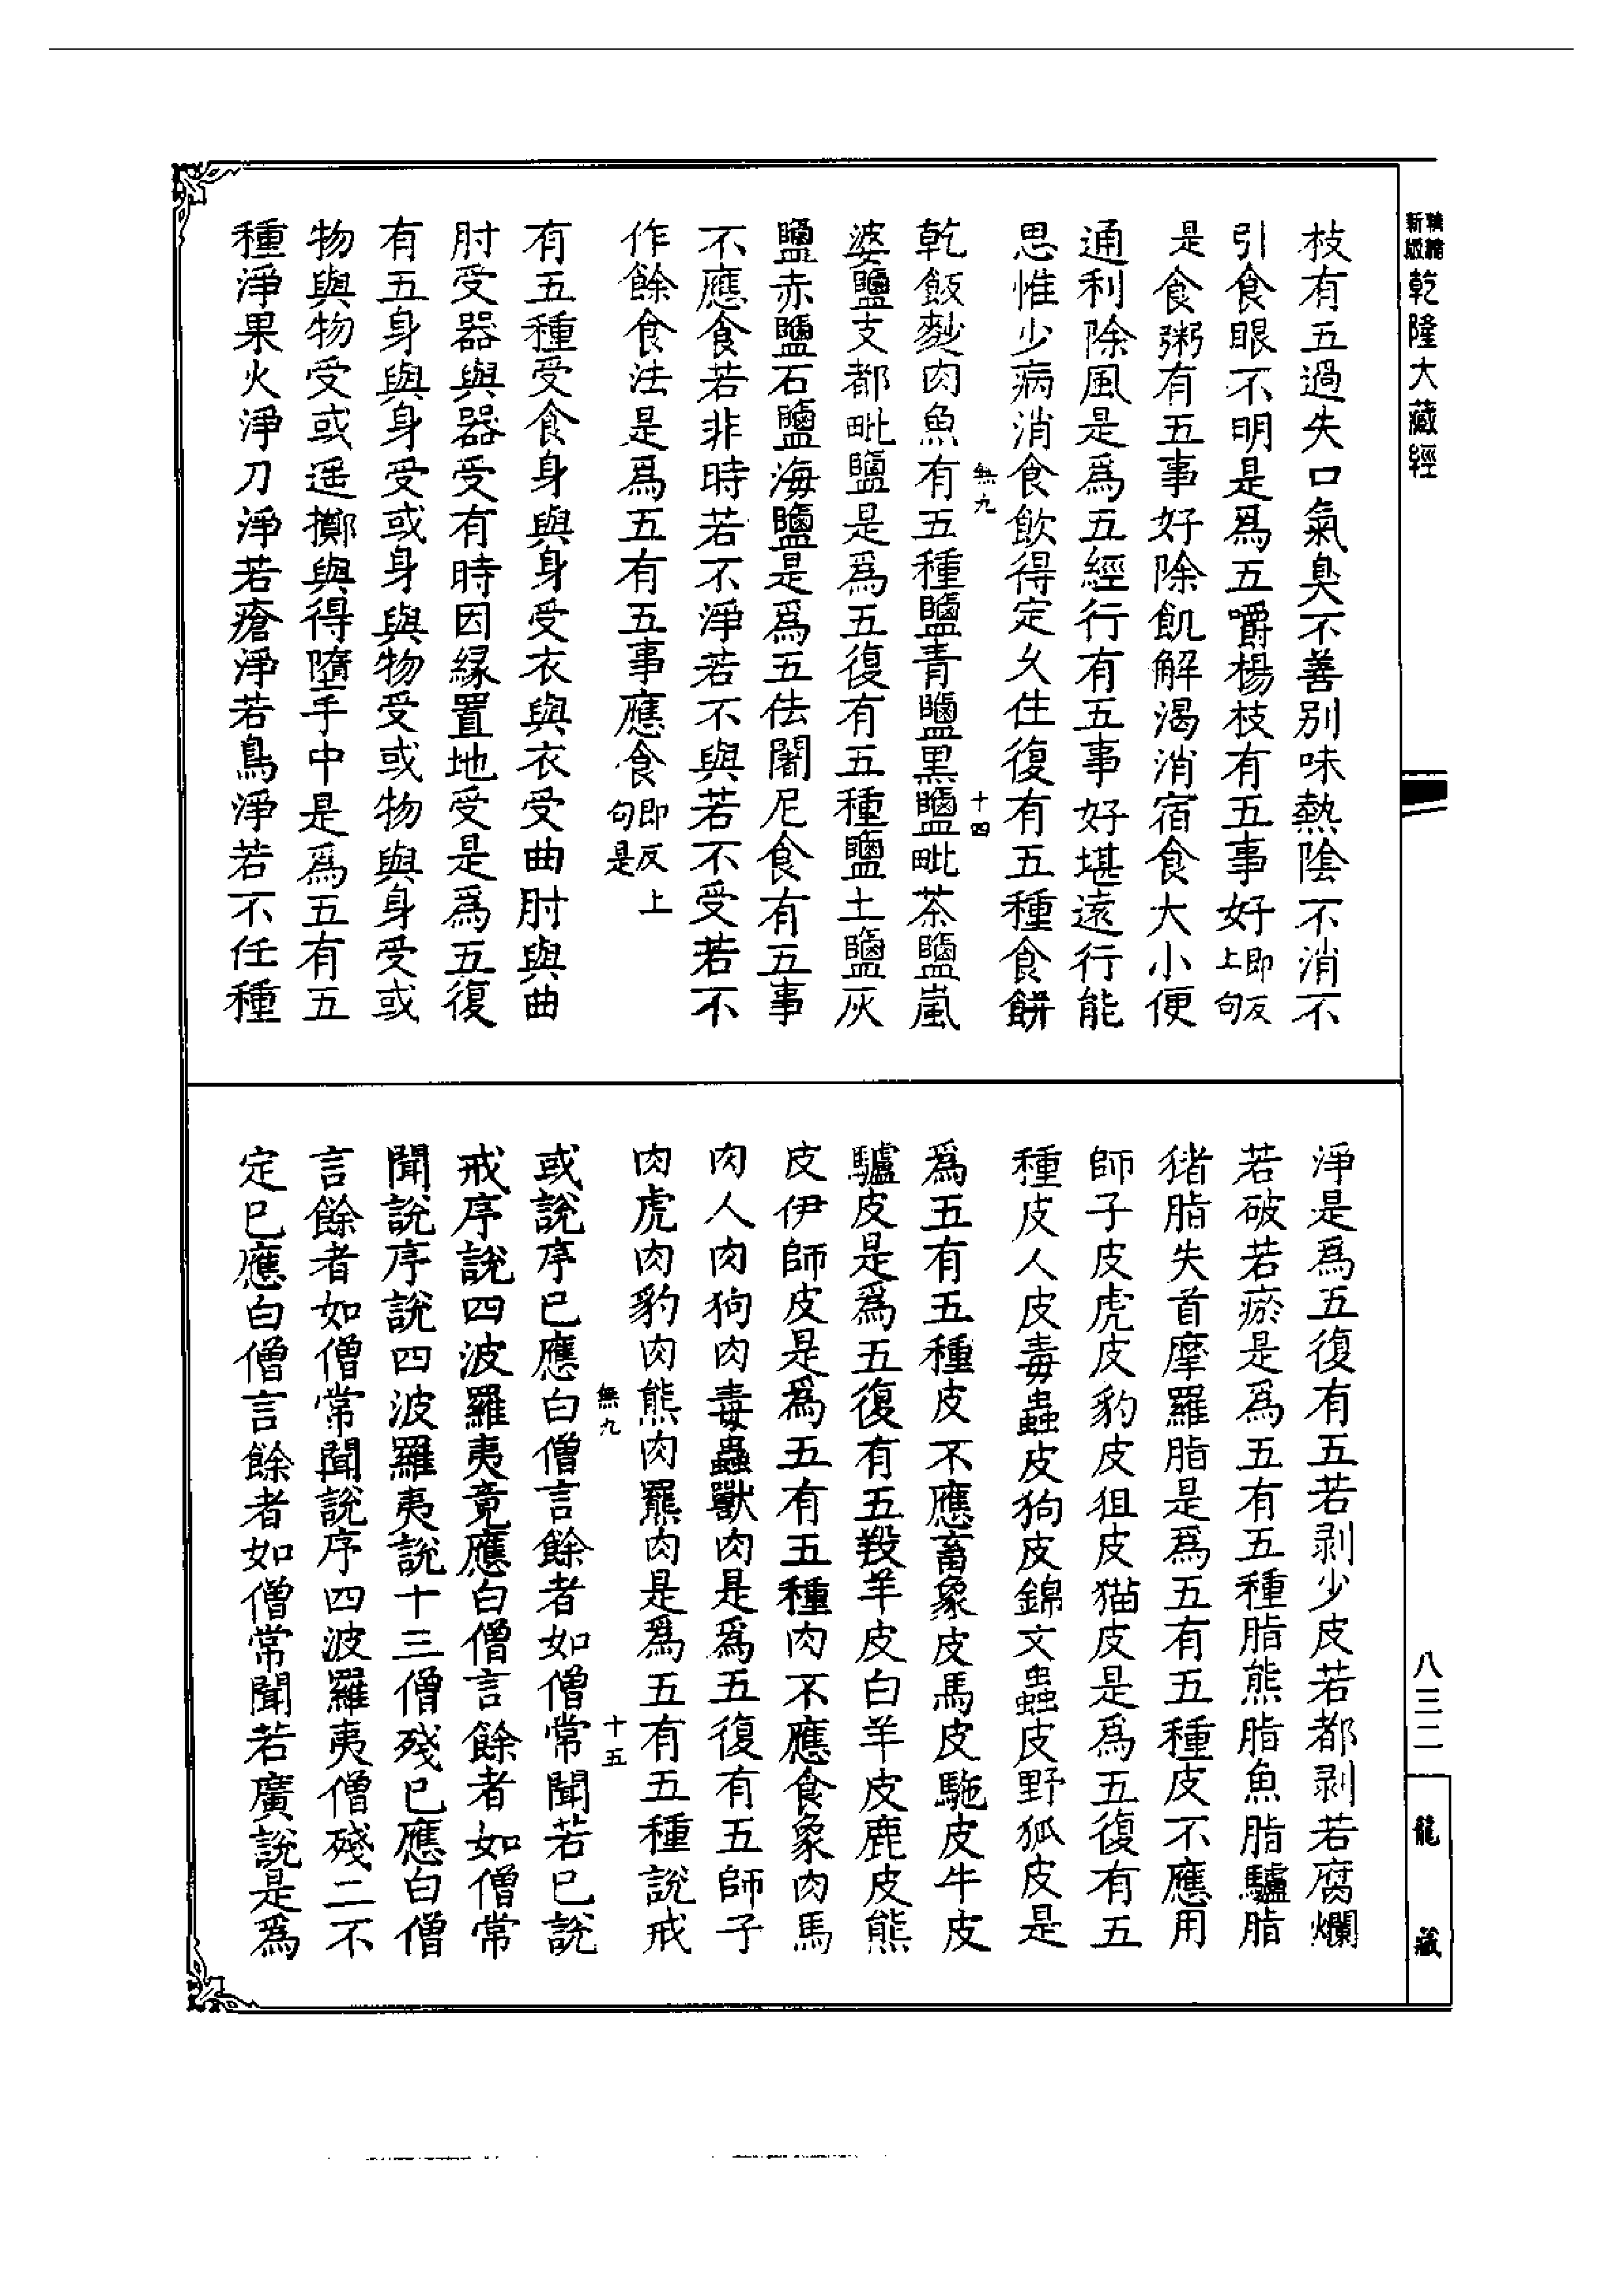 新版精縮
乾隆大藏經
枝有五過失口氣臭不善別味熱陰不消不
引食眼不明是爲五嚼楊枝有五事好即反上句
是食粥有五事好除飢解渴消宿食大小便
通利除風是爲五經行有五事好堪遠行能
思惟少病消食飲得定久住復有五種食餅
無九
十四
乾飯麨肉魚有五種鹽青鹽黑鹽毗茶鹽嵐
婆鹽支都毗鹽是爲五復有五種鹽土鹽灰
鹽赤鹽石鹽海鹽是爲五佉闍尼食有五事
不應食若非時若不淨若不與若不受若不
作餘食法是爲五有五事應食即反上句是
有五種受食身與身受衣與衣受曲肘與曲
肘受器與器受有時因緣置地受是爲五復
有五身與身受或身與物受或物與身受或
物與物受或遥擲與得墮手中是爲五有五
種淨果火淨刀淨若瘡淨若鳥淨若不任種
八三二
龍藏
淨是爲五復有五若剥少皮若都剥若腐爛
若破若瘀是爲五有五種脂熊脂魚脂驢脂
猪脂失首摩羅脂是爲五有五種皮不應用
師子皮虎皮豹皮狙皮猫皮是爲五復有五
種皮人皮毒蟲皮狗皮錦文蟲皮野狐皮是
爲五有五種皮不應畜象皮馬皮駞皮牛皮
驢皮是爲五復有五羖羊皮白羊皮鹿皮熊
皮伊師皮是爲五有五種肉不應食象肉馬
肉人肉狗肉毒蟲獸肉是爲五復有五師子
肉虎肉豹肉熊肉羆肉是爲五有五種說戒
無九
十五
或說序已應白僧言餘者如僧常聞若已說
戒序說四波羅夷竟應白僧言餘者如僧常
聞說序說四波羅夷說十三僧殘已應白僧
言餘者如僧常聞說序四波羅夷僧殘二不
定已應白僧言餘者如僧常聞若廣說是爲